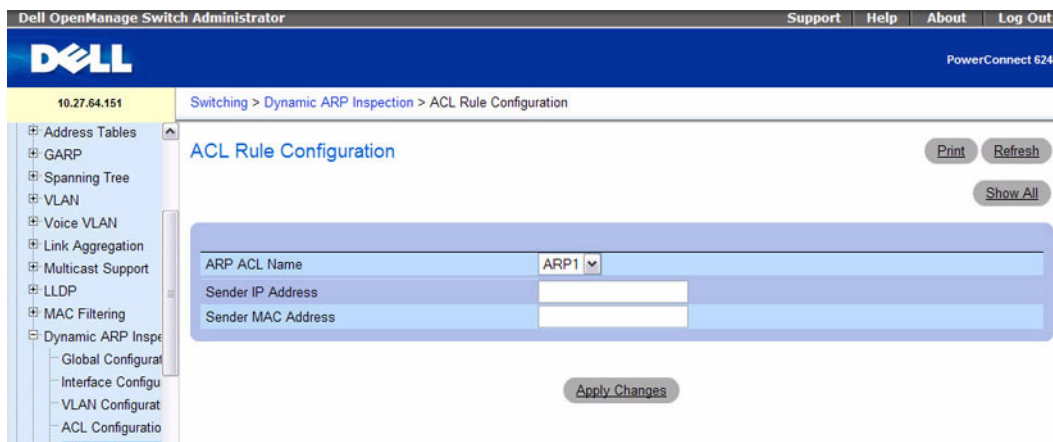 Dell OpenManage Switch Administrator Support Help About Log Out
DELL
PowerConnect 624
10.27.64.151
Switching > Dynamic ARP Inspection > ACL Rule Configuration
Address Tables
GARP
Spanning Tree
VLAN
Voice VLAN
Link Aggregation
Multicast Support
LLDP
MAC Filtering
Dynamic ARP Inspe
Global Configurat
Interface Configu
VLAN Configurat
ACL Configuratio
ACL Rule Configuration
Print Refresh
Show All
ARP ACL Name ARP1
Sender IP Address
Sender MAC Address
Apply Changes